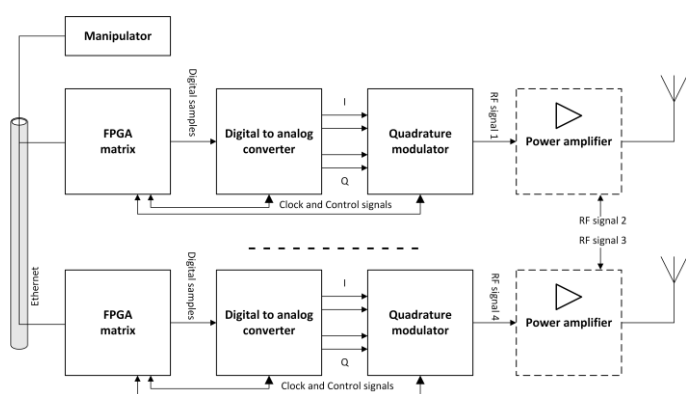 Manipulator
FPGA
matrix
Digital samples
Digital to analog
converter
I
Q
Quadrature
modulator
RF signal 1
Power amplifier
Clock and Control signals
RF signal 2
RF signal 3
Ethernet
FPGA
matrix
Digital samples
Digital to analog
converter
I
Q
Quadrature
modulator
RF signal 4
Power amplifier
Clock and Control signals